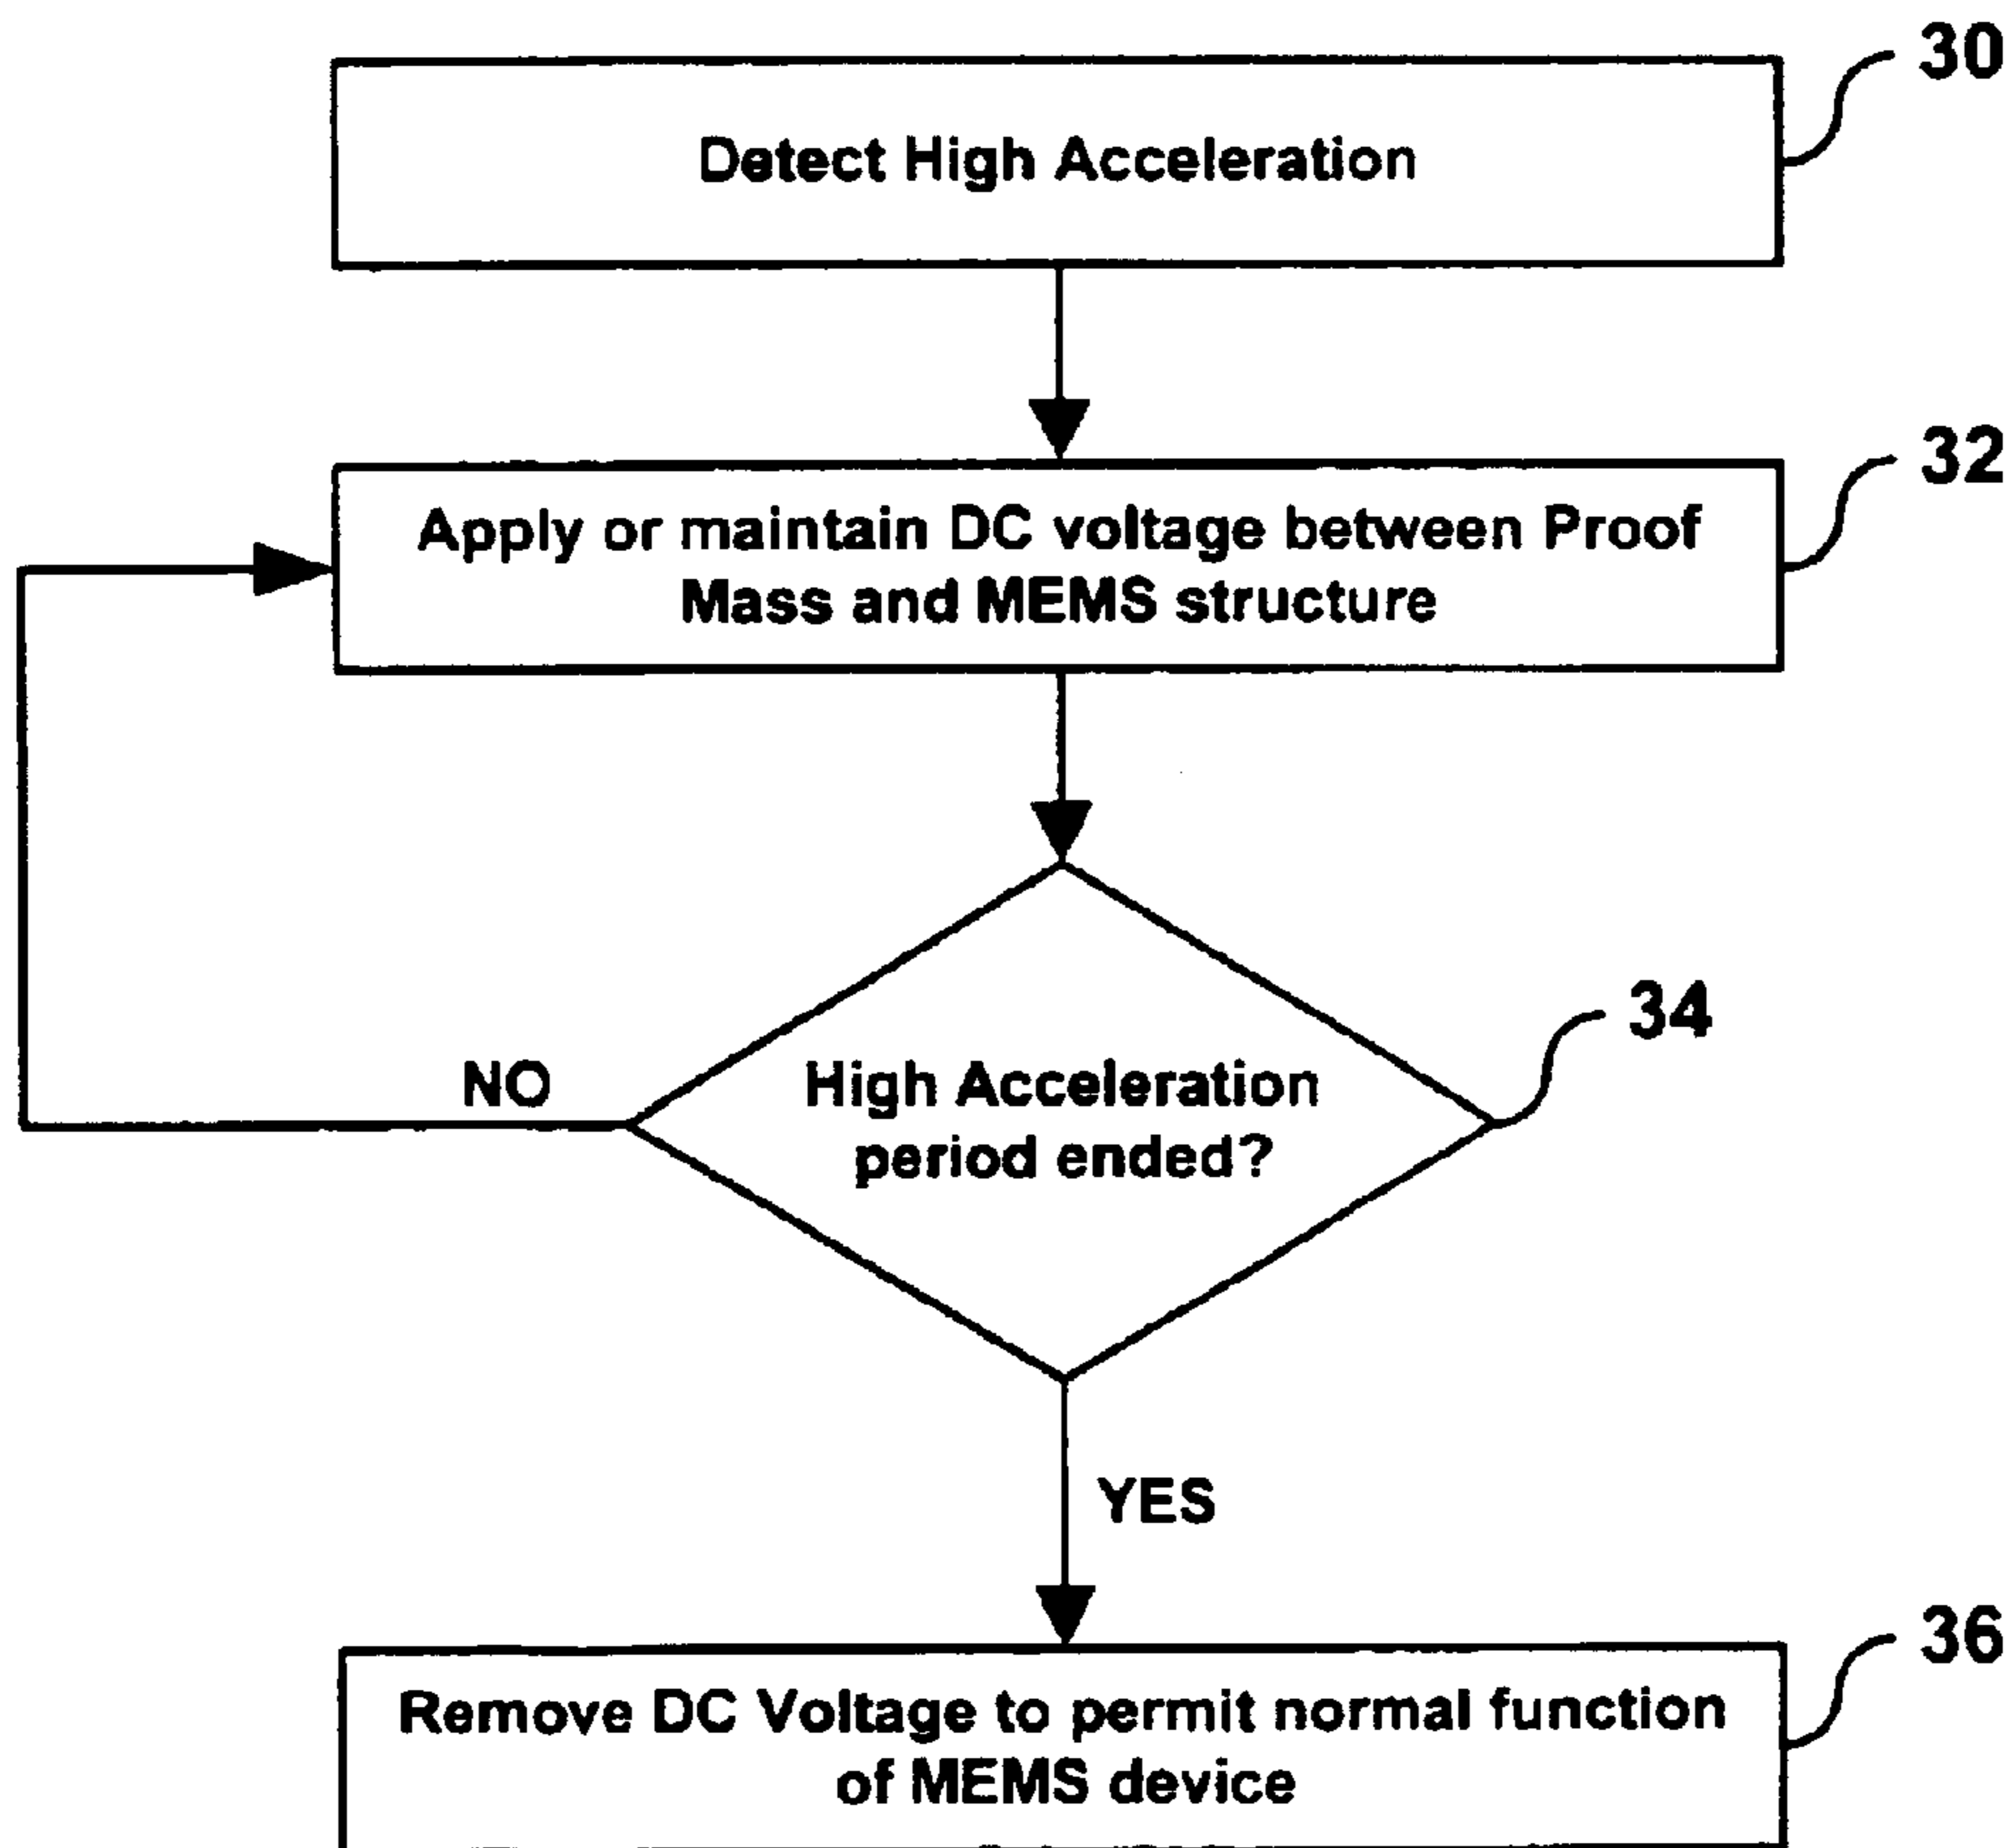 30
Detect High Acceleration
32
Apply or maintain DC voltage between Proof
Mass and MEMS structure
34
NO
High Acceleration
period ended?
YES
36
Remove DC Voltage to permit normal function
of MEMS device